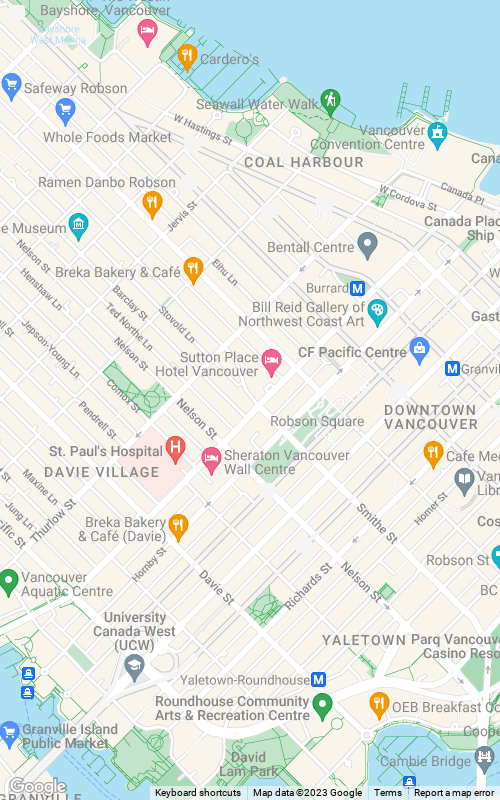 Bayshore, Vancouver
Bayshore
West Marina
Cardero's
Safeway Robson
Seawall Water Walk
Whole Foods Market
W Hastings St
Vancouver
Convention Centre
COAL HARBOUR
Cana
Ramen Danbo Robson
W Cordova St
Canada Pl
Jervis St
Canada Plac
Ship T
e Museum
Bentall Centre
Nelson St
Elhu Ln
Breka Bakery & Café
Henshaw Ln
Burrard
Barclay St
Bill Reid Gallery of
Northwest Coast Art
Gast
Ted Northe Ln
Stovold Ln
Jepson-Young Ln
Nelson St
Sutton Place
Hotel Vancouver
CF Pacific Centre
Granvill
Comox St
Nelson St
Pendrell St
Robson Square
DOWNTOWN
VANCOUVER
St. Paul's Hospital
DAVIE VILLAGE
Sheraton Vancouver
Wall Centre
Cafe Med
Van
Libr
Maxine Ln
Jung Ln
Thurlow St
cific St
Breka Bakery
& Café (Davie)
Homer St
Smithe St
Cos
Hornby St
Robson St
Vancouver
Aquatic Centre
Davie St
Richards St
Nelson St
BC
University
Canada West
(UCW)
YALETOWN
Parq Vancouv
Casino Reso
Yaletown-Roundhouse
Roundhouse Community
Arts & Recreation Centre
OEB Breakfast Co
Granville Island
Public Market
Coope
David
Lam Park
Cambie Bridge
Google
GRANVILLE
Keyboard shortcuts
Map data ©2023 Google
Terms
Report a map error